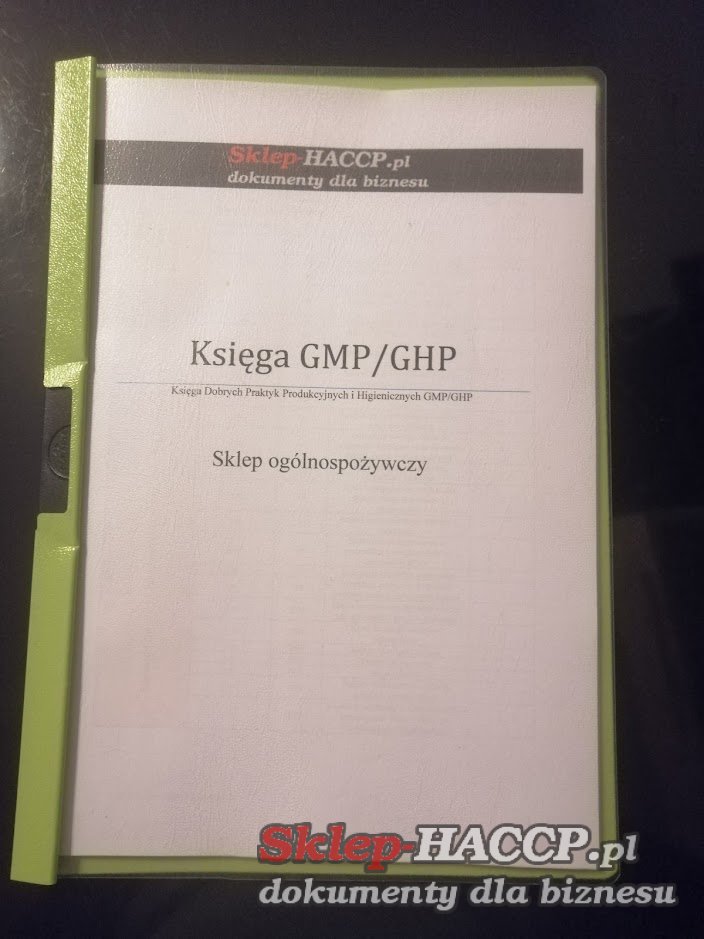 Sklep-HACCP.pl
dokumenty dla biznesu
Księga GMP/GHP
Księga Dobrych Praktyk Produkcyjnych i Higienicznych GMP/GHP
Sklep ogólnospożywczy
Sklep-HACCP.pl
dokumenty dla biznesu